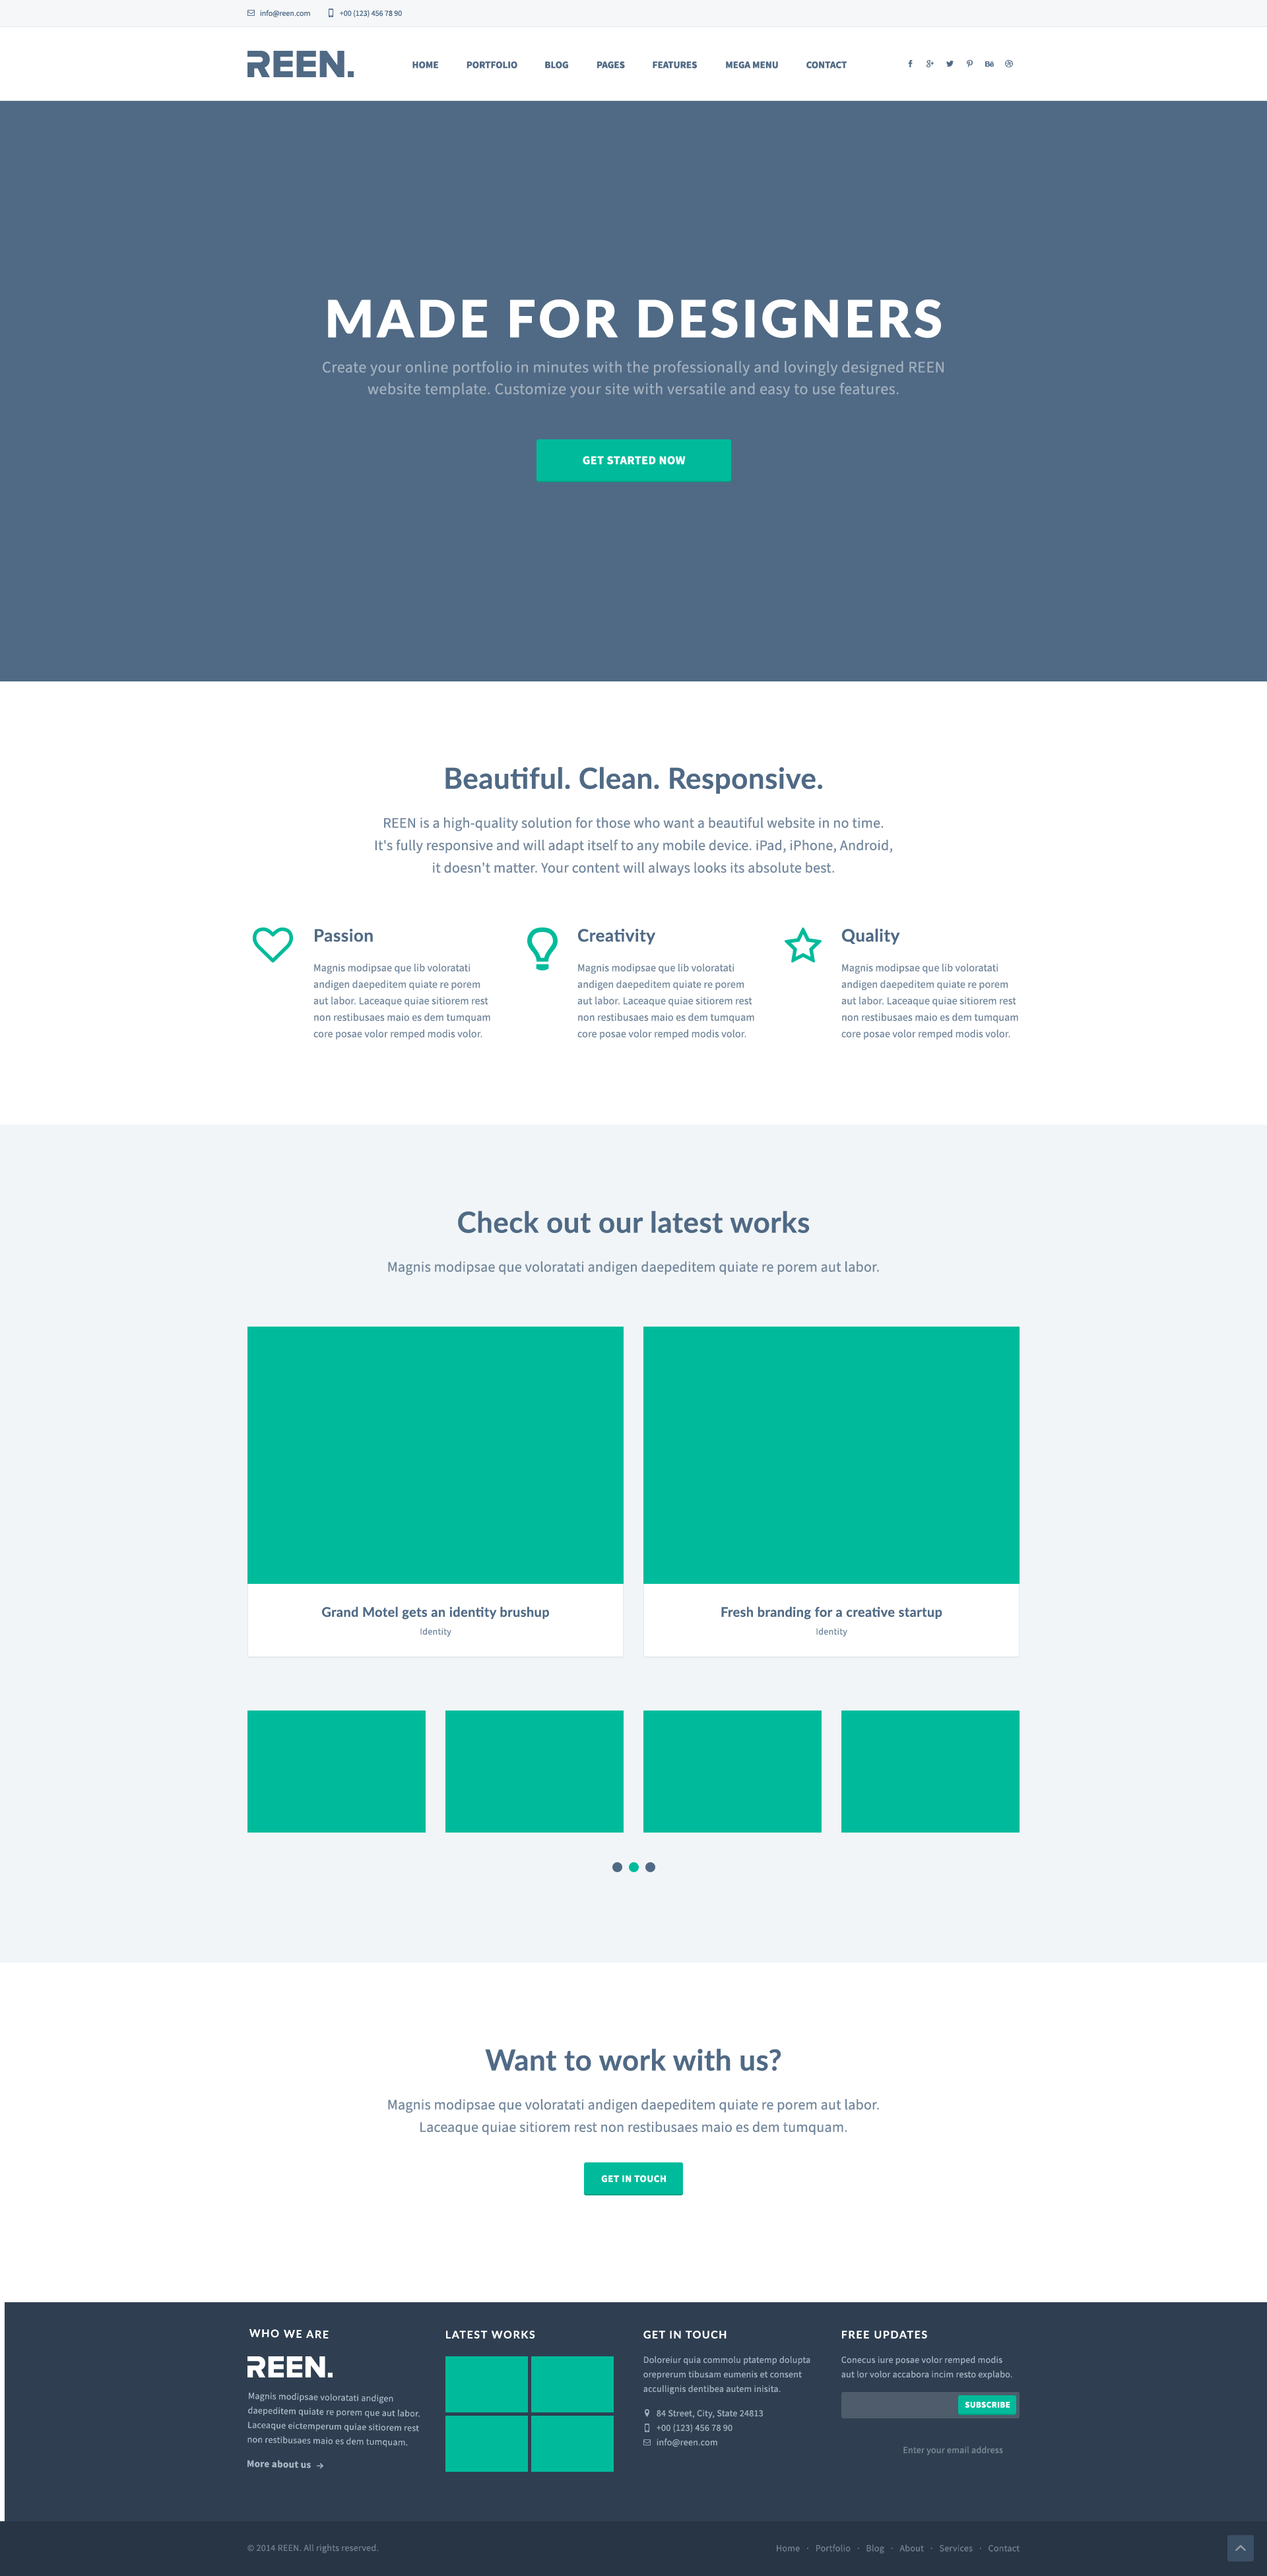 info@reen.com +00 (123) 456 78 90
REEN. HOME PORTFOLIO BLOG PAGES FEATURES MEGA MENU CONTACT
MADE FOR DESIGNERS
Create your online portfolio in minutes with the professionally and lovingly designed REEN
website template. Customize your site with versatile and easy to use features.
GET STARTED NOW
Beautiful. Clean. Responsive.
REEN is a high-quality solution for those who want a beautiful website in no time.
It's fully responsive and will adapt itself to any mobile device. iPad, iPhone, Android,
it doesn't matter. Your content will always looks its absolute best.
Passion
Magnis modipsae que lib voloratati
andigen daepeditem quiate re porem
aut labor. Laceaque quiae sitiorem rest
non restibusaes maio es dem tumquam
core posae volor remped modis volor.
Creativity
Magnis modipsae que lib voloratati
andigen daepeditem quiate re porem
aut labor. Laceaque quiae sitiorem rest
non restibusaes maio es dem tumquam
core posae volor remped modis volor.
Quality
Magnis modipsae que lib voloratati
andigen daepeditem quiate re porem
aut labor. Laceaque quiae sitiorem rest
non restibusaes maio es dem tumquam
core posae volor remped modis volor.
Check out our latest works
Magnis modipsae que voloratati andigen daepeditem quiate re porem aut labor.
Grand Motel gets an identity brushup
Identity
Fresh branding for a creative startup
Identity
Want to work with us?
Magnis modipsae que voloratati andigen daepeditem quiate re porem aut labor.
Laceaque quiae sitiorem rest non restibusaes maio es dem tumquam.
GET IN TOUCH
WHO WE ARE
REEN.
Magnis modipsae voloratati andigen
daepeditem quiate re porem que aut labor.
Laceaque eictemperum quiae sitiorem rest
non restibusaes maio es dem tumquam.
More about us →
LATEST WORKS
GET IN TOUCH
Doloreiur quia commolu ptatemp dolupta
oreprerum tibusam eumenis et consent
accullignis dentibea autem inisita.
84 Street, City, State 24813
+00 (123) 456 78 90
info@reen.com
FREE UPDATES
Conecus iure posae volor remped modis
aut lor volor accabora incim resto explabo.
SUBSCRIBE
Enter your email address
© 2014 REEN. All rights reserved.
Home · Portfolio · Blog · About · Services · Contact